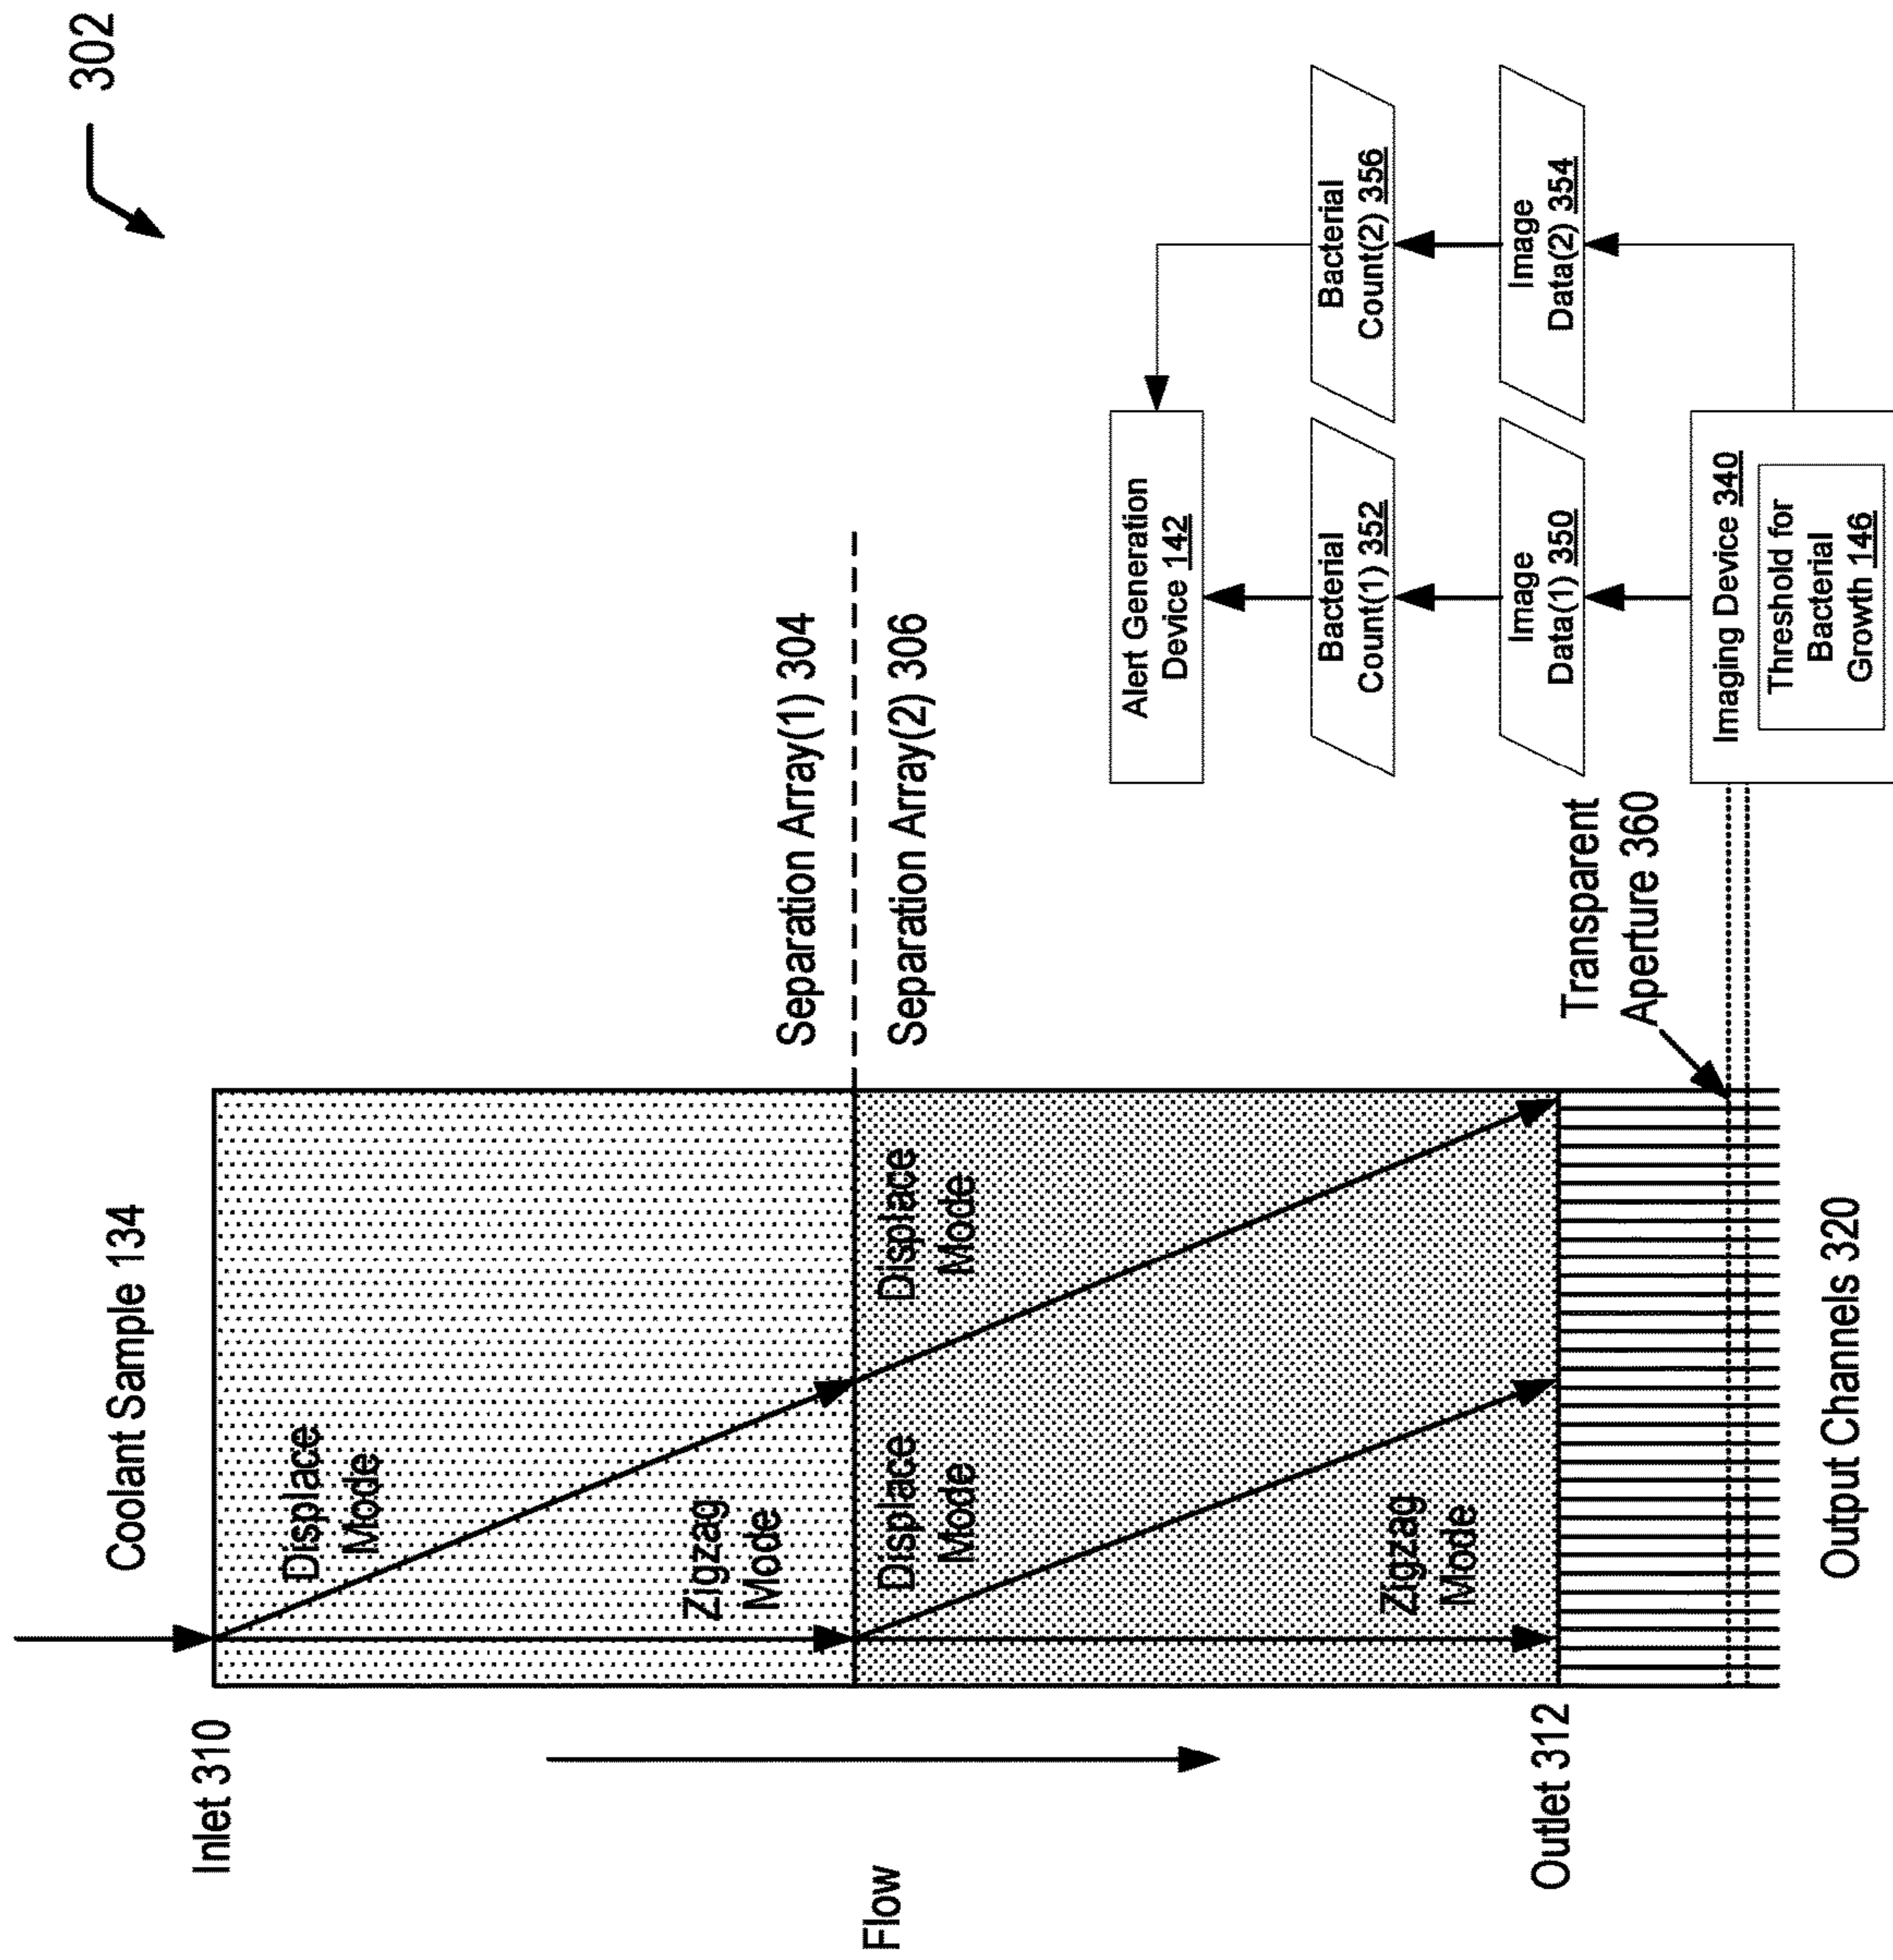 302
Coolant Sample 134
Inlet 310
Displace
Mode
Zigzag
Mode
Separation Array(1) 304
Separation Array(2) 306
Flow
Displace
Mode
Displace
Mode
Zigzag
Mode
Outlet 312
Transparent
Aperture 360
Output Channels 320
Alert Generation
Device 142
Bacterial
Count(1) 352
Bacterial
Count(2) 356
Image
Data(1) 350
Image
Data(2) 354
Imaging Device 340
Threshold for
Bacterial
Growth 146